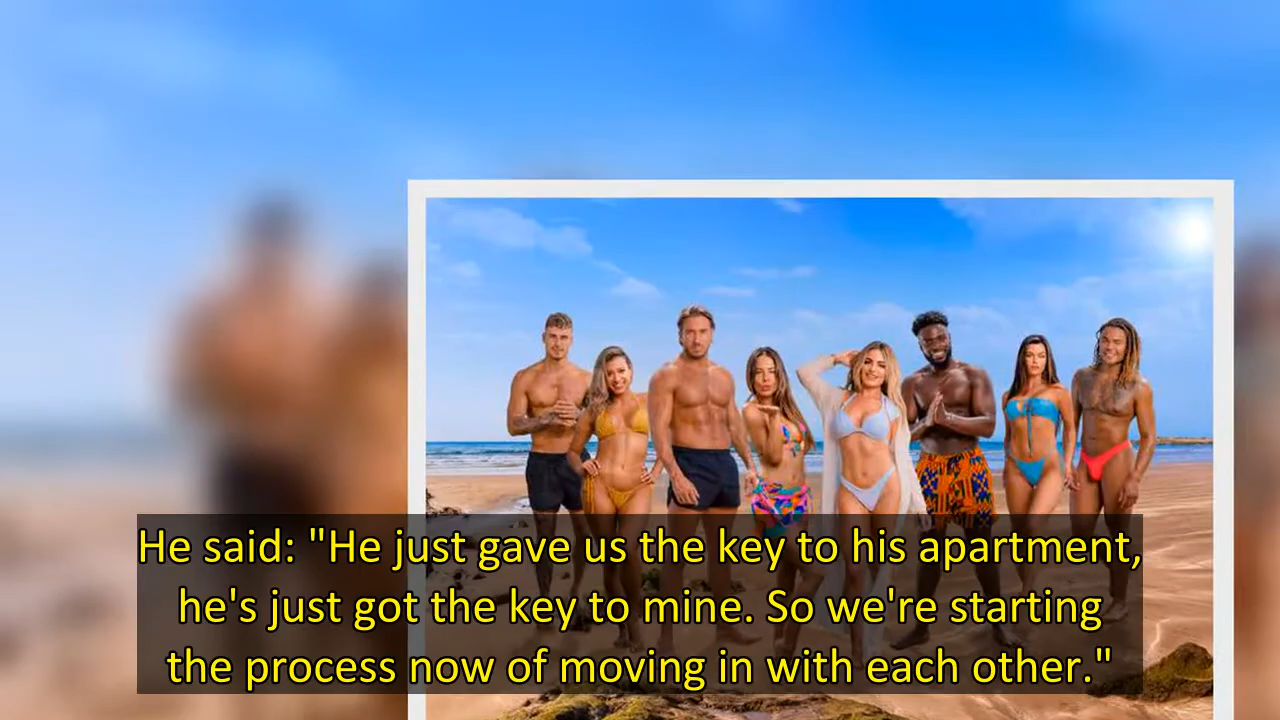 He said: "He just gave us the key to his apartment,
he's just got the key to mine. So we're starting
the process now of moving in with each other."